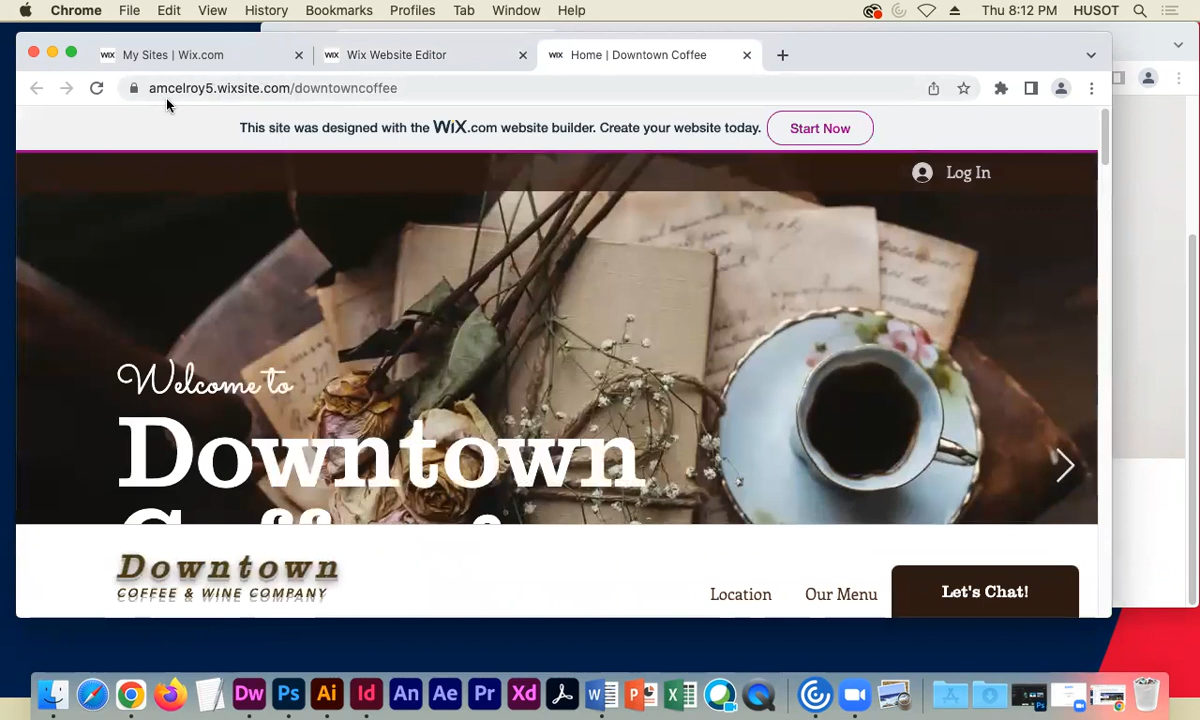 Chrome File Edit View History Bookmarks Profiles Tab Window Help Thu 8:12 PM HUSOT
WIX My Sites | Wix.com WIX Wix Website Editor WIX Home | Downtown Coffee
amcelroy5.wixsite.com/downtowncoffee
This site was designed with the WiX.com website builder. Create your website today. Start Now
Log In
Welcome to
Downtown
Downtown
COFFEE & WINE COMPANY
Location Our Menu Let's Chat!
Dw Ps Ai Id An Ae Pr Xd